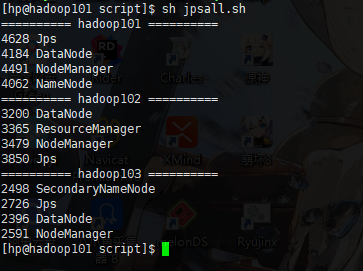 [hp@hadoop101 script]$ sh jpsall.sh
========== hadoop101 ==========
4628 Jps
4184 DataNode
4491 NodeManager
4062 NameNode
========== hadoop102 ==========
3200 DataNode
3365 ResourceManager
3479 NodeManager
3850 Jps
========== hadoop103 ==========
2498 SecondaryNameNode
2726 Jps
2396 DataNode
2591 NodeManager
[hp@hadoop101 script]$